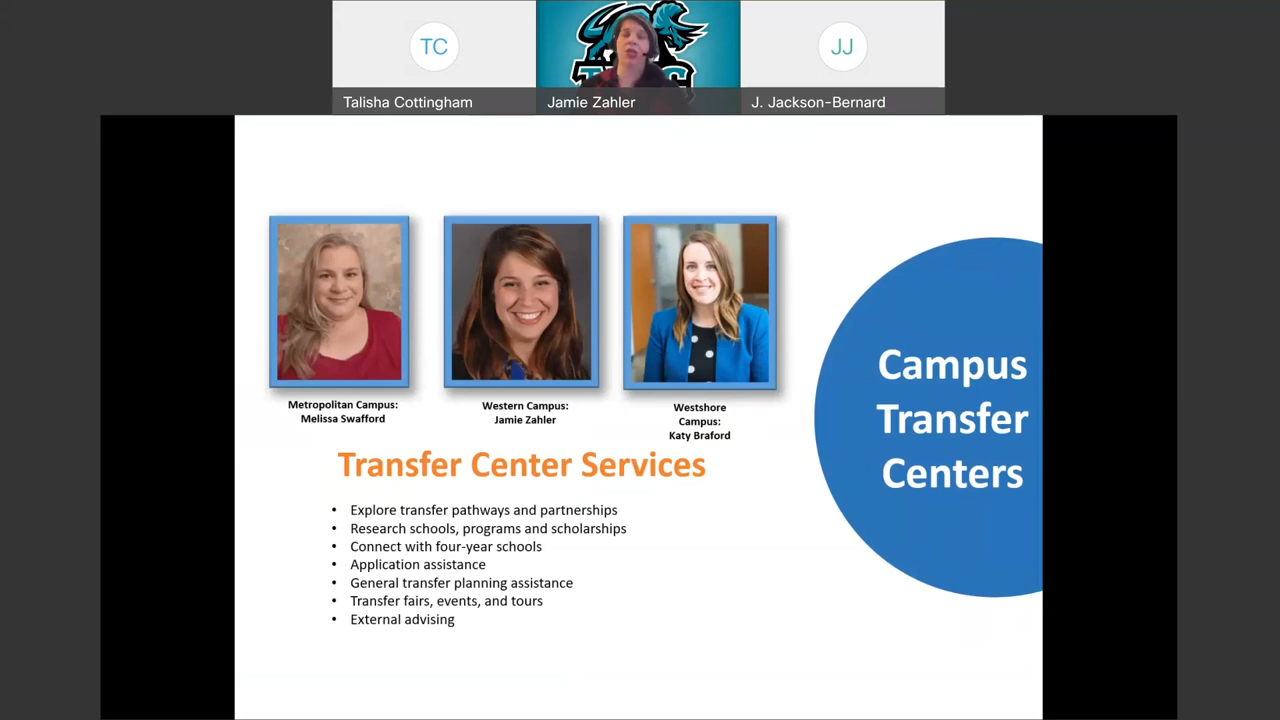 TC
JJ
Talisha Cottingham
Jamie Zahler
J. Jackson-Bernard
Metropolitan Campus:
Melissa Swafford
Western Campus:
Jamie Zahler
Westshore
Campus:
Katy Braford
Campus
Transfer
Centers
Transfer Center Services
• Explore transfer pathways and partnerships
• Research schools, programs and scholarships
• Connect with four-year schools
• Application assistance
• General transfer planning assistance
• Transfer fairs, events, and tours
• External advising